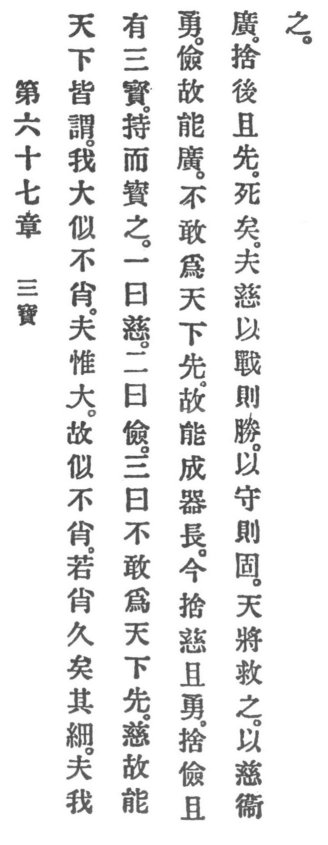 第六十七章　三寶
天下皆謂。我大似不肖。夫惟大。故似不肖。若肖久矣其細。夫我
有三寶。持而寶之。一曰慈。二曰儉。三曰不敢爲天下先。慈故能
勇。儉故能廣。不敢爲天下先。故能成器長。今捨慈且勇。捨儉且
廣。捨後且先。死矣。夫慈以戰則勝。以守則固。天將救之。以慈衞
之。